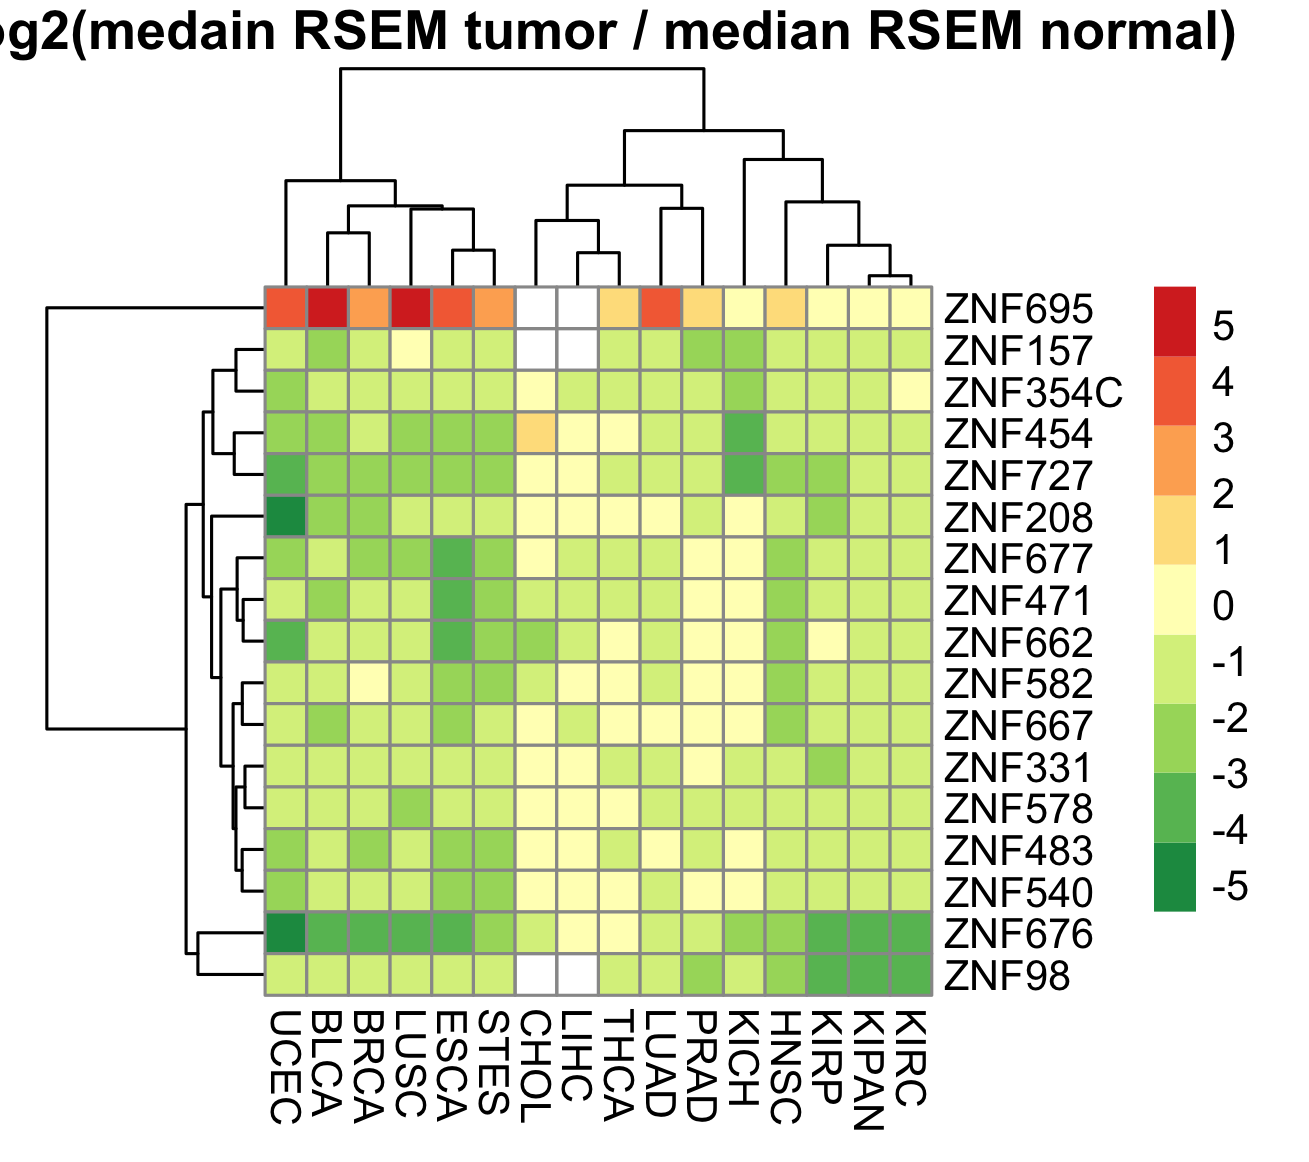 og2(medain RSEM tumor / median RSEM normal)
ZNF695
ZNF157
ZNF354C
ZNF454
ZNF727
ZNF208
ZNF677
ZNF471
ZNF662
ZNF582
ZNF667
ZNF331
ZNF578
ZNF483
ZNF540
ZNF676
ZNF98
5
4
3
2
1
0
-1
-2
-3
-4
-5
UCEC
BLCA
BRCA
LUSC
ESCA
STES
CHOL
LIHC
THCA
LUAD
PRAD
KICH
HNSC
KIRP
KIPAN
KIRC